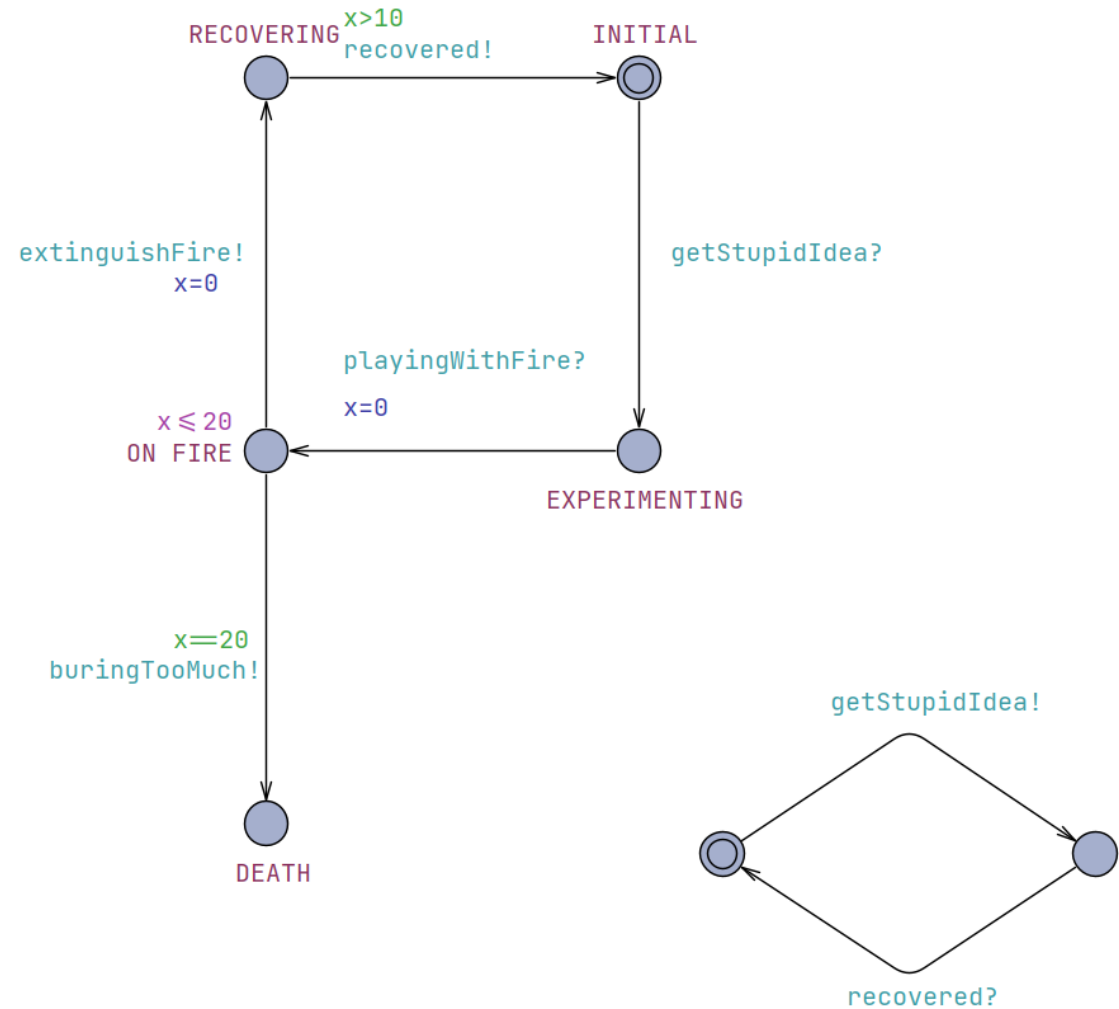 x>10
RECOVERING
recovered!
INITIAL
extinguishFire!
x=0
getStupidIdea?
playingWithFire?
x=0
x≤20
ON FIRE
EXPERIMENTING
x==20
buringTooMuch!
DEATH
getStupidIdea!
recovered?